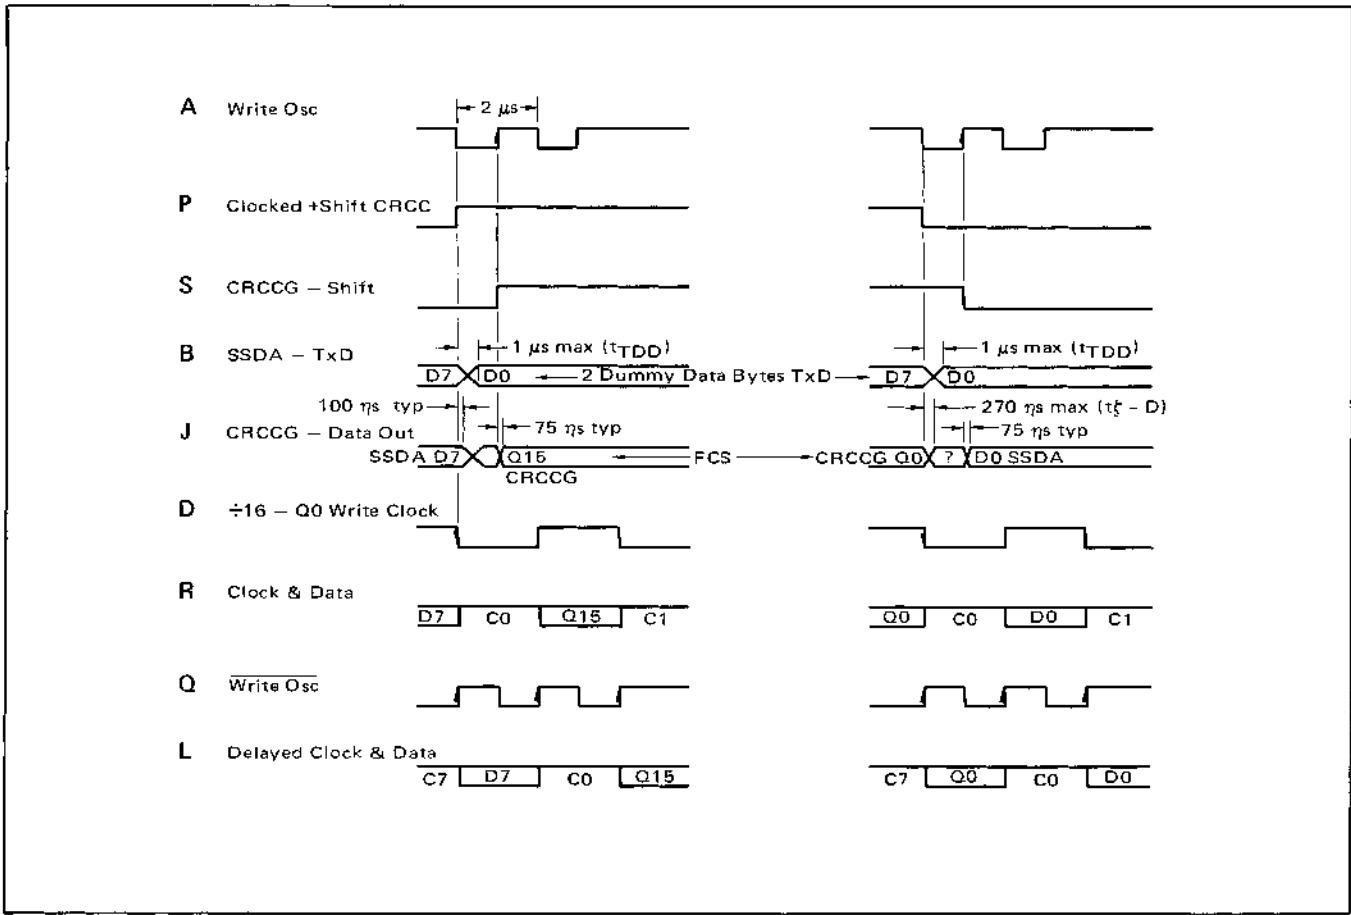 A Write Osc 2 μs
P Clocked +Shift CRCC
S CRCCG – Shift
B SSDA – TxD 1 μs max (tTDD) 1 μs max (tTDD)
D7 D0 2 Dummy Data Bytes TxD D7 D0
100 ηs typ 270 ηs max (tζ - D)
J CRCCG – Data Out 75 ηs typ 75 ηs typ
SSDA D7 Q15 FCS CRCCG Q0 ? D0 SSDA
CRCCG
D ÷16 – Q0 Write Clock
R Clock & Data
D7 C0 Q15 C1 Q0 C0 D0 C1
Q Write Osc
L Delayed Clock & Data
C7 D7 C0 Q15 C7 Q0 C0 D0